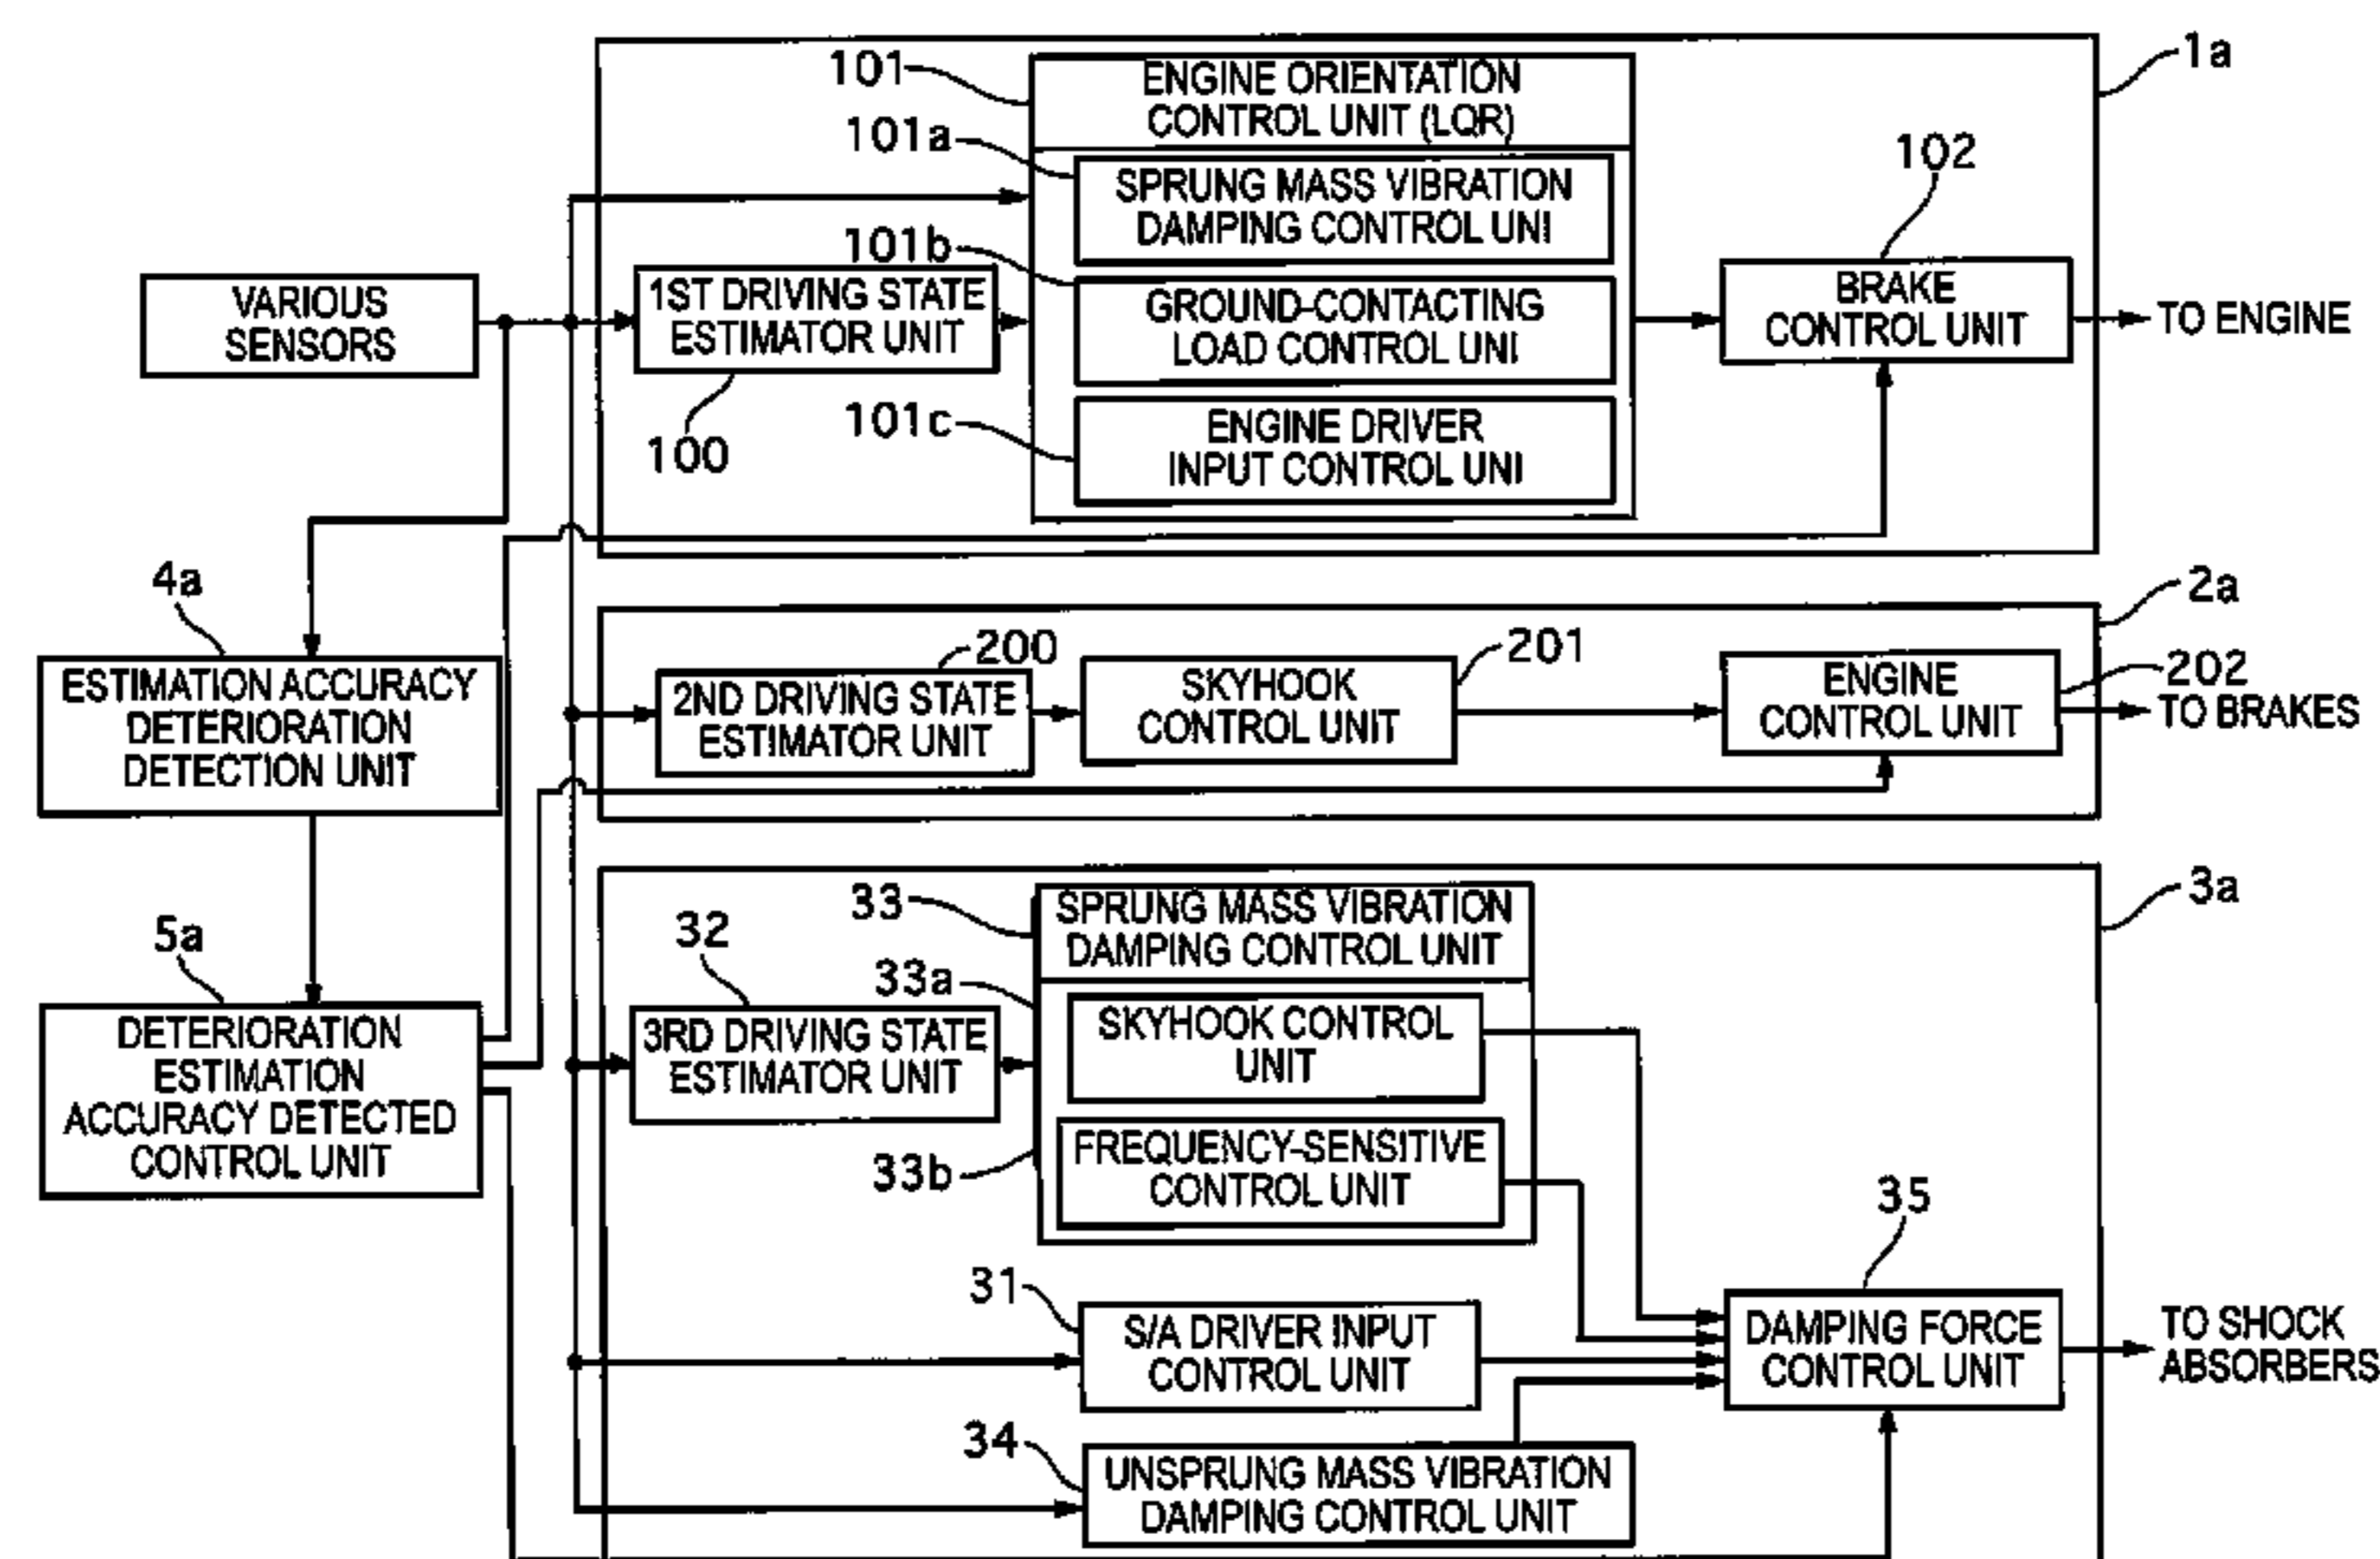 1a
101
ENGINE ORIENTATION
CONTROL UNIT (LQR)
101a
SPRUNG MASS VIBRATION
DAMPING CONTROL UNI
102
101b
VARIOUS
SENSORS
1ST DRIVING STATE
ESTIMATOR UNIT
100
GROUND-CONTACTING
LOAD CONTROL UNI
BRAKE
CONTROL UNIT
TO ENGINE
101c
ENGINE DRIVER
INPUT CONTROL UNI
4a
2a
ESTIMATION ACCURACY
DETERIORATION
DETECTION UNIT
200
2ND DRIVING STATE
ESTIMATOR UNIT
SKYHOOK
CONTROL UNIT
201
ENGINE
CONTROL UNIT
202
TO BRAKES
3a
33
SPRUNG MASS VIBRATION
DAMPING CONTROL UNIT
5a
32
33a
DETERIORATION
ESTIMATION
ACCURACY DETECTED
CONTROL UNIT
3RD DRIVING STATE
ESTIMATOR UNIT
SKYHOOK CONTROL
UNIT
33b
FREQUENCY-SENSITIVE
CONTROL UNIT
35
31
S/A DRIVER INPUT
CONTROL UNIT
DAMPING FORCE
CONTROL UNIT
TO SHOCK
ABSORBERS
34
UNSPRUNG MASS VIBRATION
DAMPING CONTROL UNIT